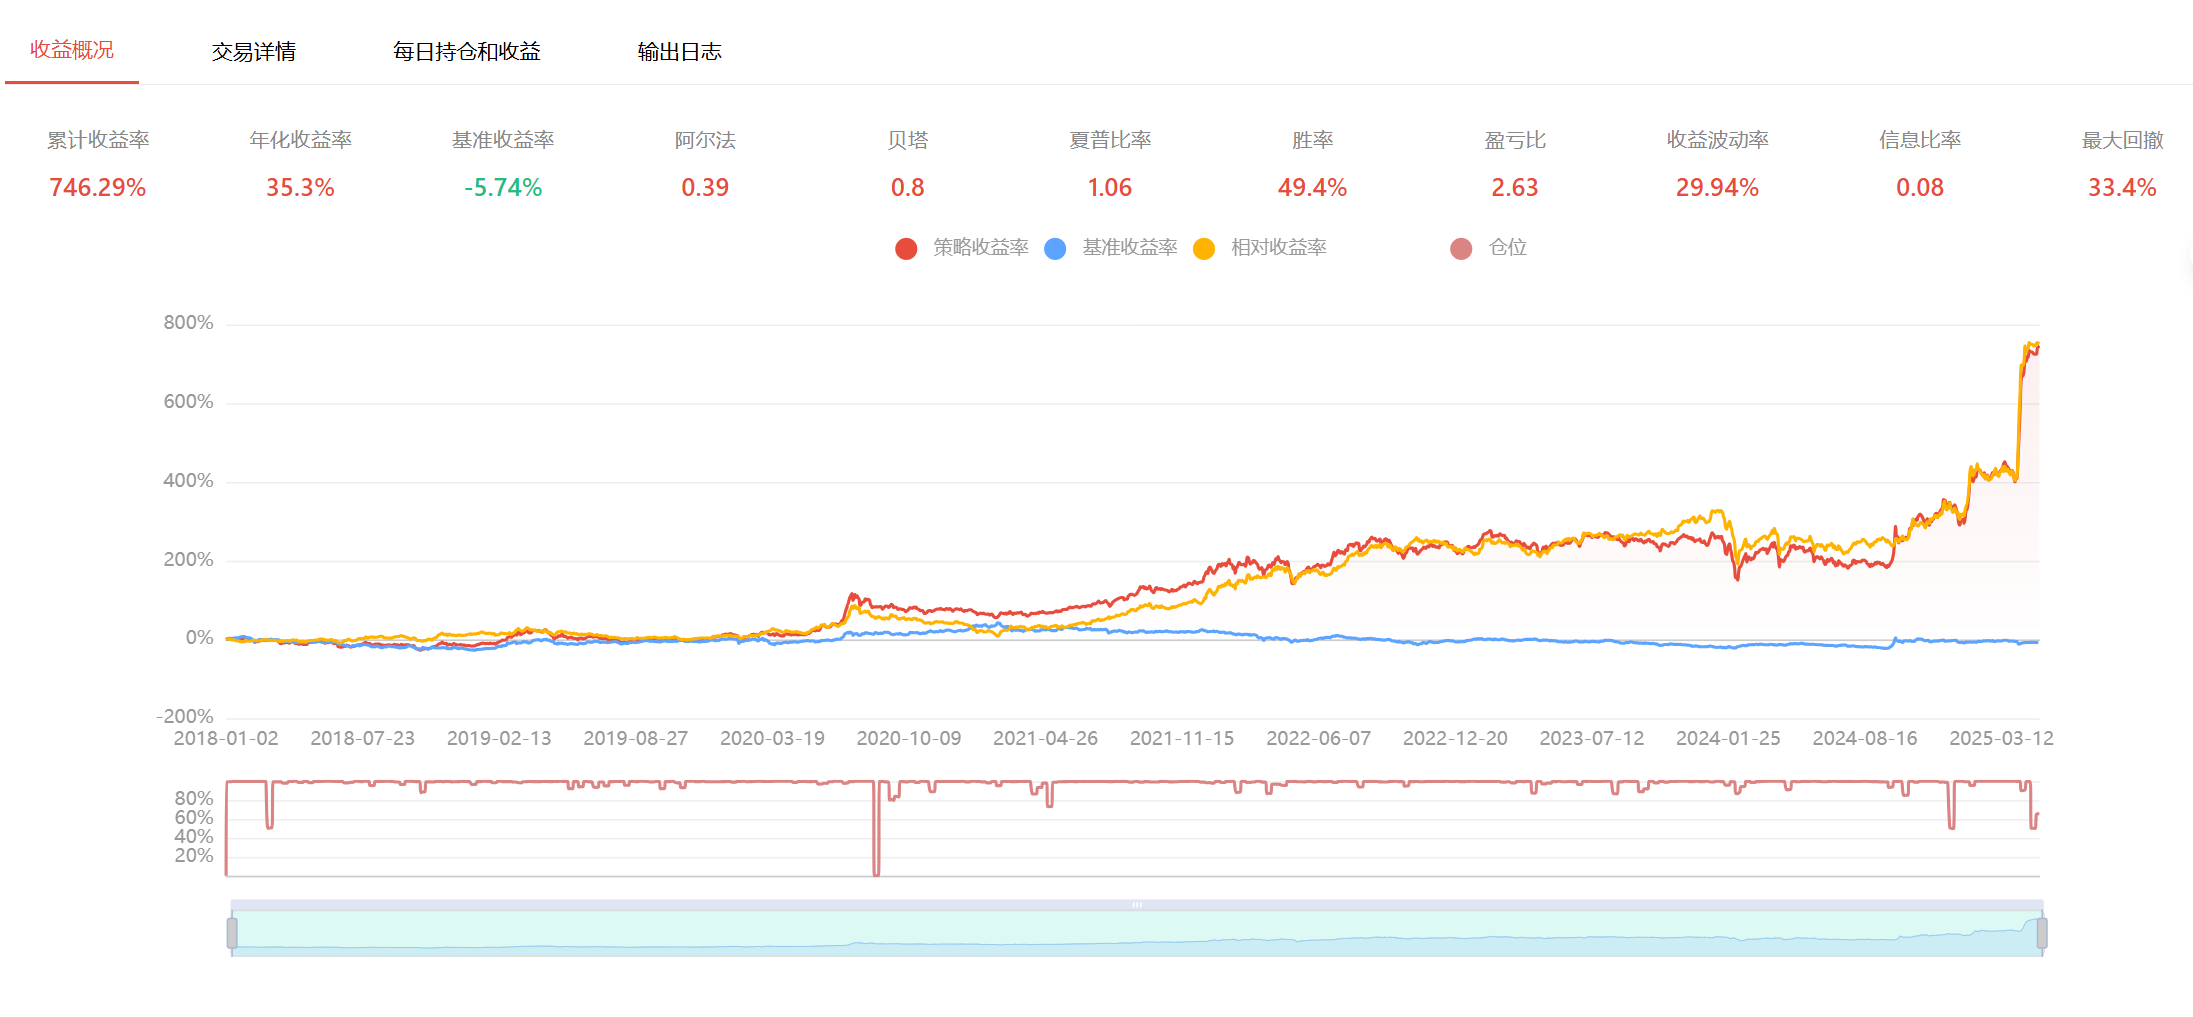 收益概况 交易详情 每日持仓和收益 输出日志
累计收益率 年化收益率 基准收益率 阿尔法 贝塔 夏普比率 胜率 盈亏比 收益波动率 信息比率 最大回撤
746.29% 35.3% -5.74% 0.39 0.8 1.06 49.4% 2.63 29.94% 0.08 33.4%
策略收益率 基准收益率 相对收益率 仓位
800%
600%
400%
200%
0%
-200%
2018-01-02 2018-07-23 2019-02-13 2019-08-27 2020-03-19 2020-10-09 2021-04-26 2021-11-15 2022-06-07 2022-12-20 2023-07-12 2024-01-25 2024-08-16 2025-03-12
80%
60%
40%
20%